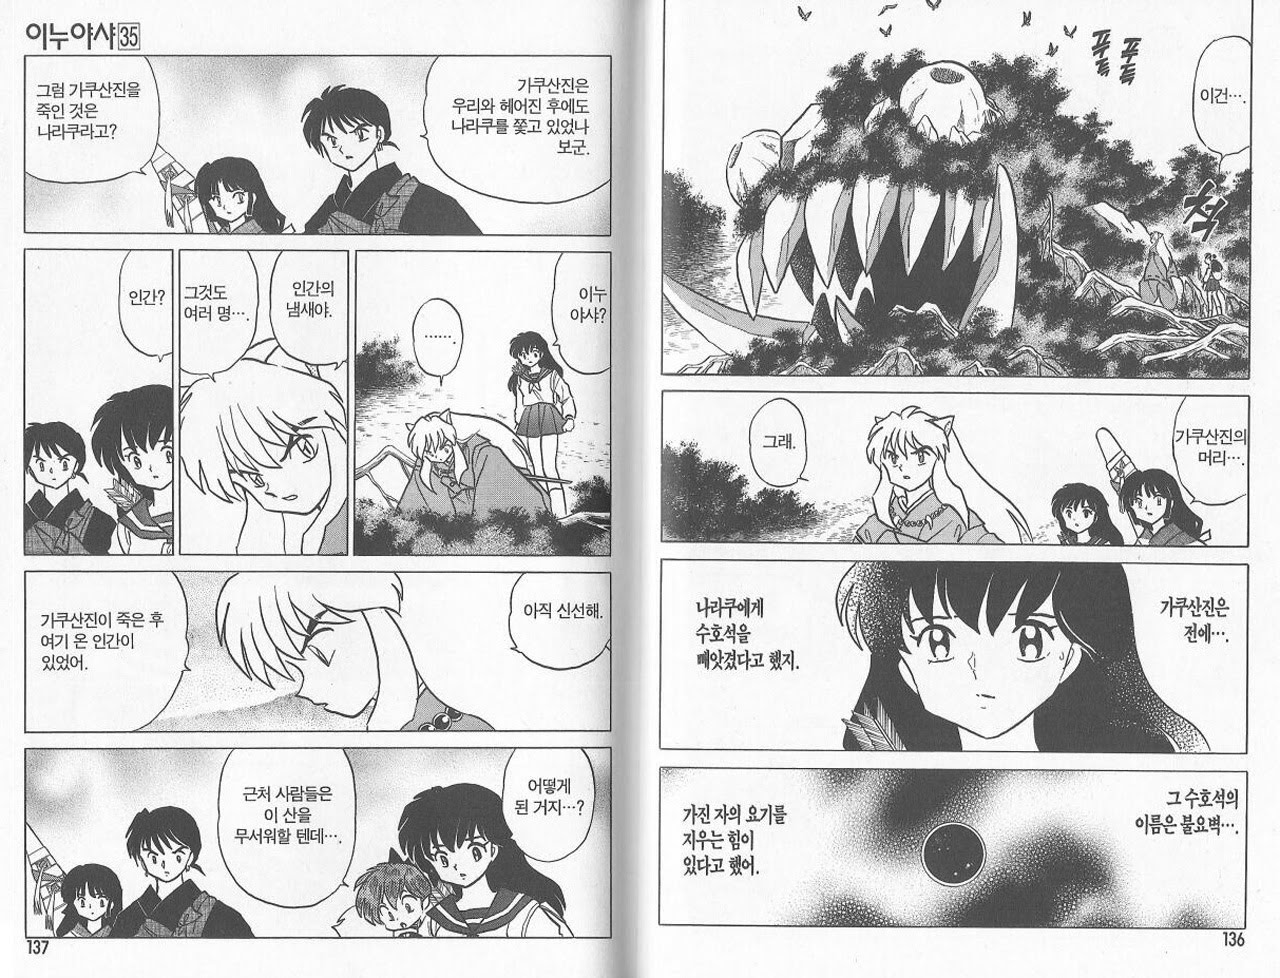 이건….
가쿠산진의
머리….
그래.
가쿠산진은
전에….
나라쿠에게
수호석을
빼앗겼다고 했지.
그 수호석의
이름은 불요벽….
가진 자의 요기를
지우는 힘이
있다고 했어.
136
이누야샤 35
가쿠산진은
우리와 헤어진 후에도
나라쿠를 쫓고 있었나
보군.
그럼 가쿠산진을
죽인 것은
나라쿠라고?
이누
야샤?
…….
인간의
냄새야.
그것도
여러 명….
인간?
아직 신선해.
가쿠산진이 죽은 후
여기 온 인간이
있었어.
어떻게
된 거지…?
근처 사람들은
이 산을
무서워할 텐데….
137